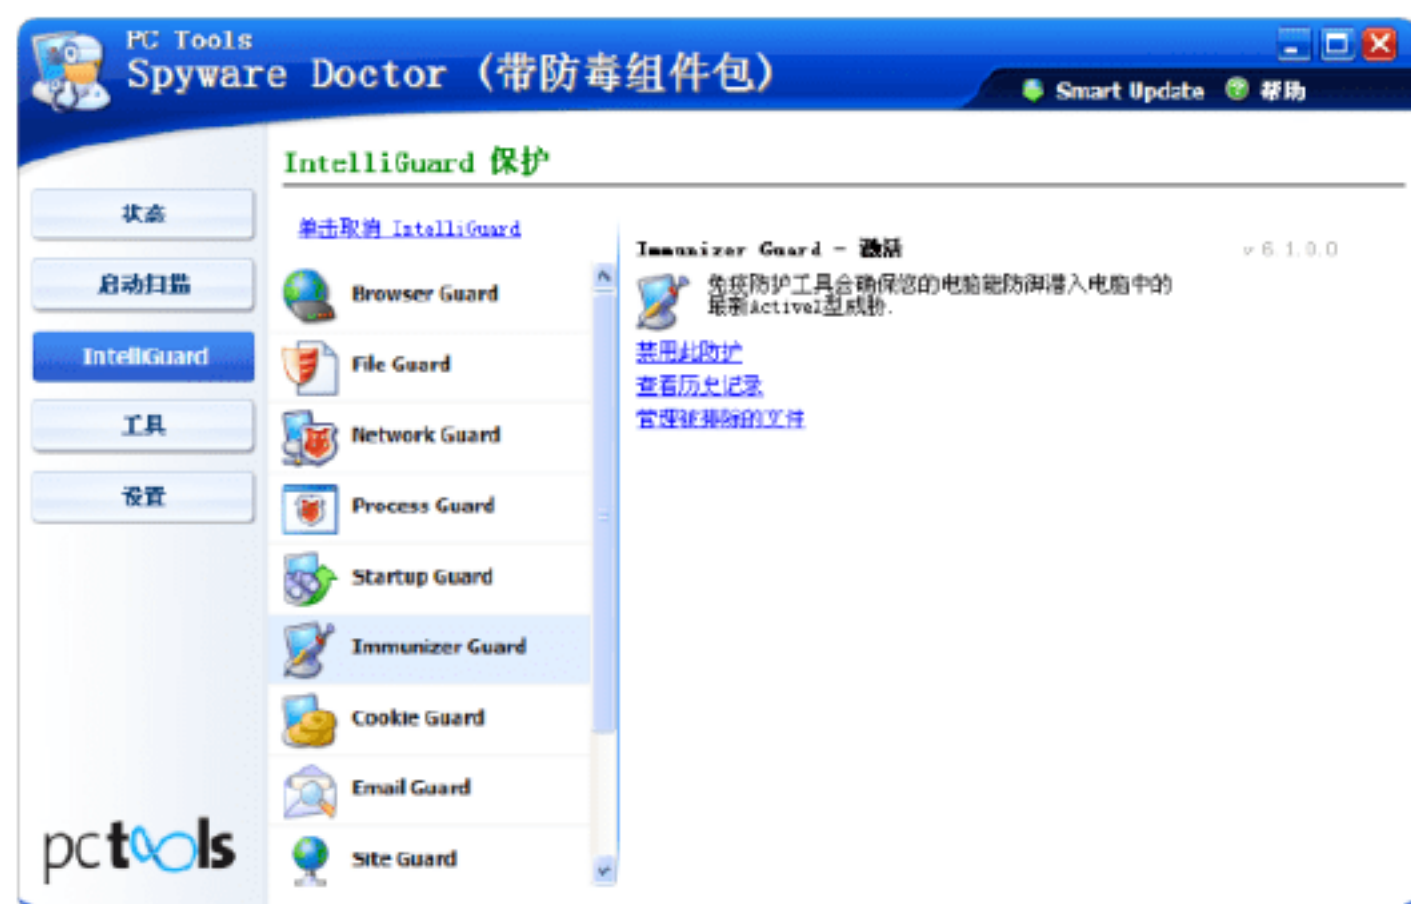 PC Tools
Spyware Doctor (带防毒组件包)
Smart Update 帮助
IntelliGuard 保护
状态
启动扫描
IntelliGuard
工具
设置
单击取消 IntelliGuard
Browser Guard
File Guard
Network Guard
Process Guard
Startup Guard
Immunizer Guard
Cookie Guard
Email Guard
Site Guard
Immunizer Guard - 激活
v 6.1.0.0
免疫防护工具会确保您的电脑能防御潜入电脑中的
最新ActiveX型威胁.
禁用此防护
查看历史记录
管理被排除的文件
pctools